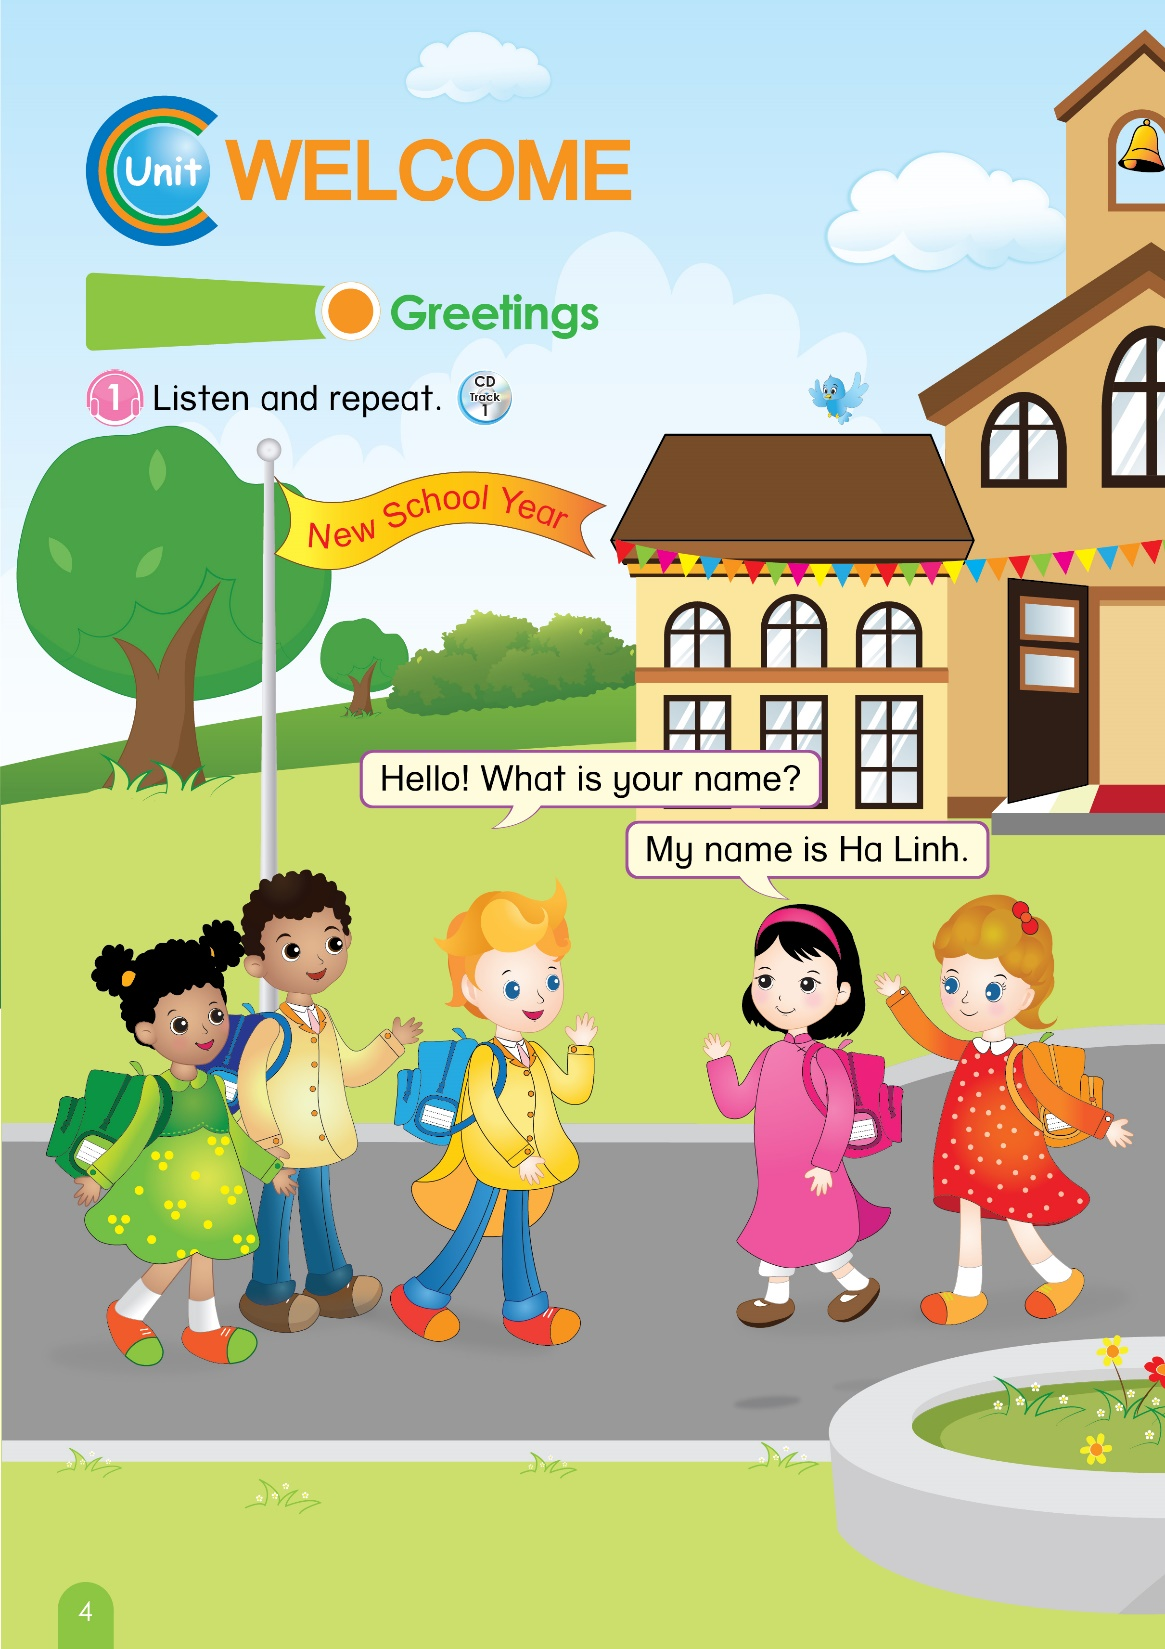 Unit
WELCOME
Greetings
1 Listen and repeat.
CD
Track
1
New School Year
Hello! What is your name?
My name is Ha Linh.
4